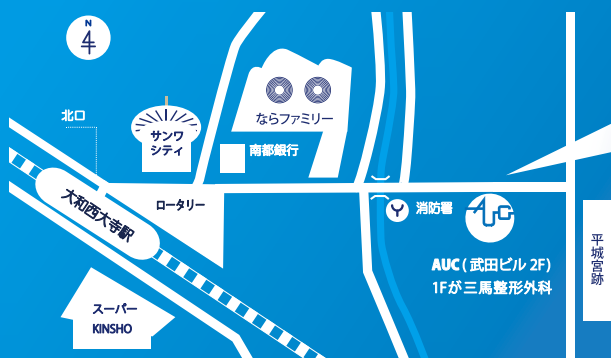 N
北口
サンワ
シティ
ならファミリー
南都銀行
大和西大寺駅
ロータリー
消防署
AUC
AUC ( 武田ビル 2F)
1Fが三馬整形外科
平城宮跡
スーパー
KINSHO